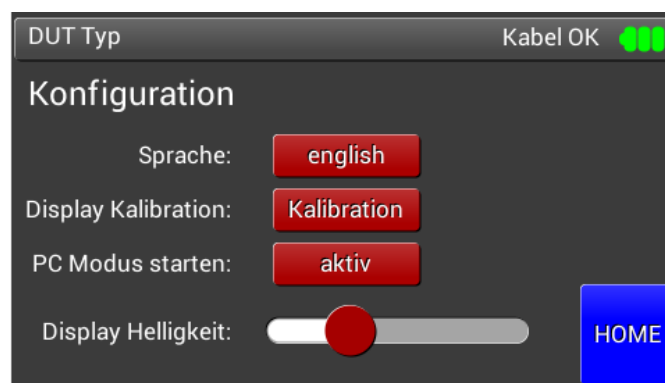 DUT Typ Kabel OK
Konfiguration
Sprache: english
Display Kalibration: Kalibration
PC Modus starten: aktiv
Display Helligkeit:
HOME